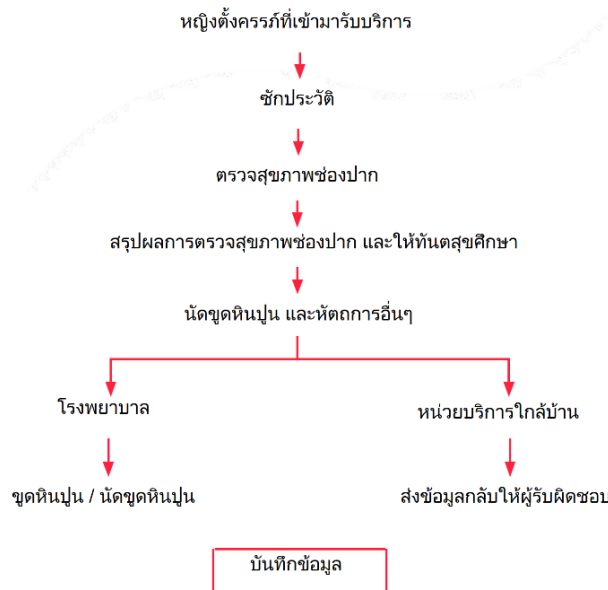 หญิงตั้งครรภ์ที่เข้ามารับบริการ
ซักประวัติ
ตรวจสุขภาพช่องปาก
สรุปผลการตรวจสุขภาพช่องปาก และให้ทันตสุขศึกษา
นัดขูดหินปูน และหัตถการอื่นๆ
โรงพยาบาล
หน่วยบริการใกล้บ้าน
ขูดหินปูน / นัดขูดหินปูน
ส่งข้อมูลกลับให้ผู้รับผิดชอบ
บันทึกข้อมูล